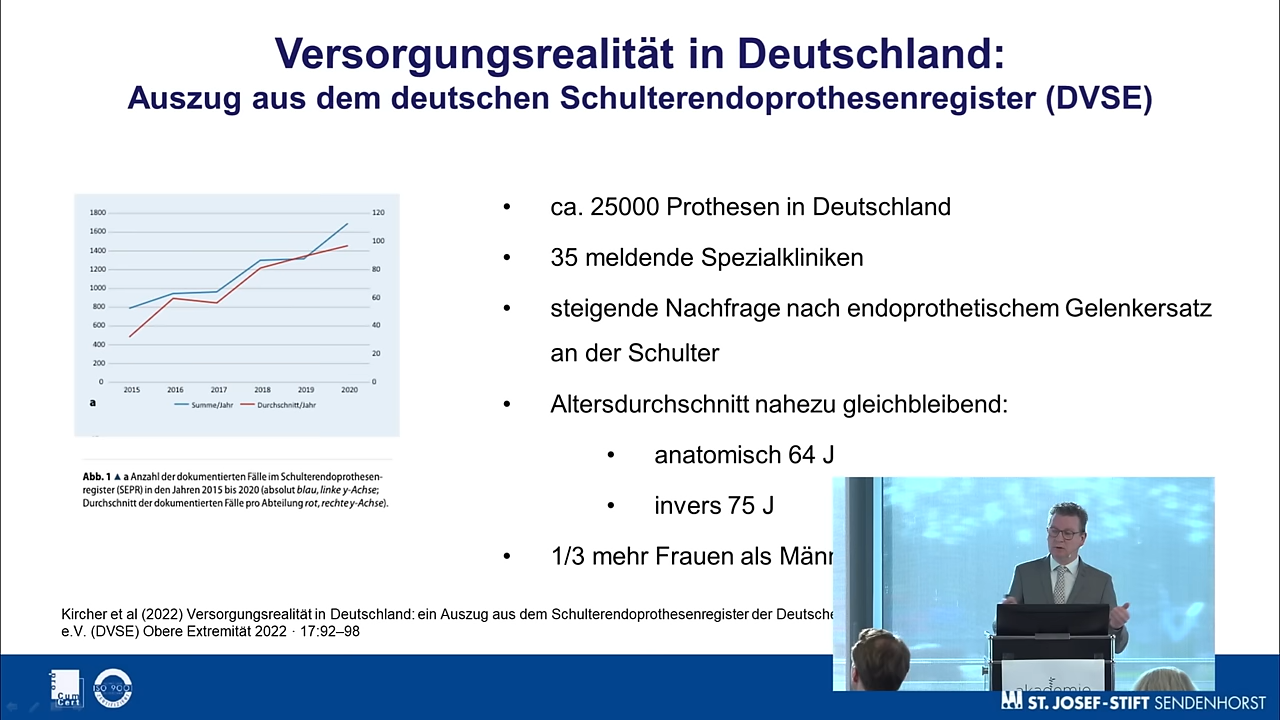 Versorgungsrealität in Deutschland:
Auszug aus dem deutschen Schulterendoprothesenregister (DVSE)
1800
1600
1400
1200
1000
800
600
400
200
0
120
100
80
60
40
20
0
2015 2016 2017 2018 2019 2020
a
Summe/Jahr Durchschnitt/Jahr
Abb. 1 ▲ a Anzahl der dokumentierten Fälle im Schulterendoprothesen-
register (SEPR) in den Jahren 2015 bis 2020 (absolut blau, linke y-Achse;
Durchschnitt der dokumentierten Fälle pro Abteilung rot, rechte y-Achse).
• ca. 25000 Prothesen in Deutschland
• 35 meldende Spezialkliniken
• steigende Nachfrage nach endoprothetischem Gelenkersatz
an der Schulter
• Altersdurchschnitt nahezu gleichbleibend:
• anatomisch 64 J
• invers 75 J
• 1/3 mehr Frauen als
Kircher et al (2022) Versorgungsrealität in Deutschland: ein Auszug aus dem Schulterendoprothesenregister der
e.V. (DVSE) Obere Extremität 2022 · 17:92–98
Cum
Cert
ISO 9001
akademie
ST. JOSEF-STIFT SENDENHORST